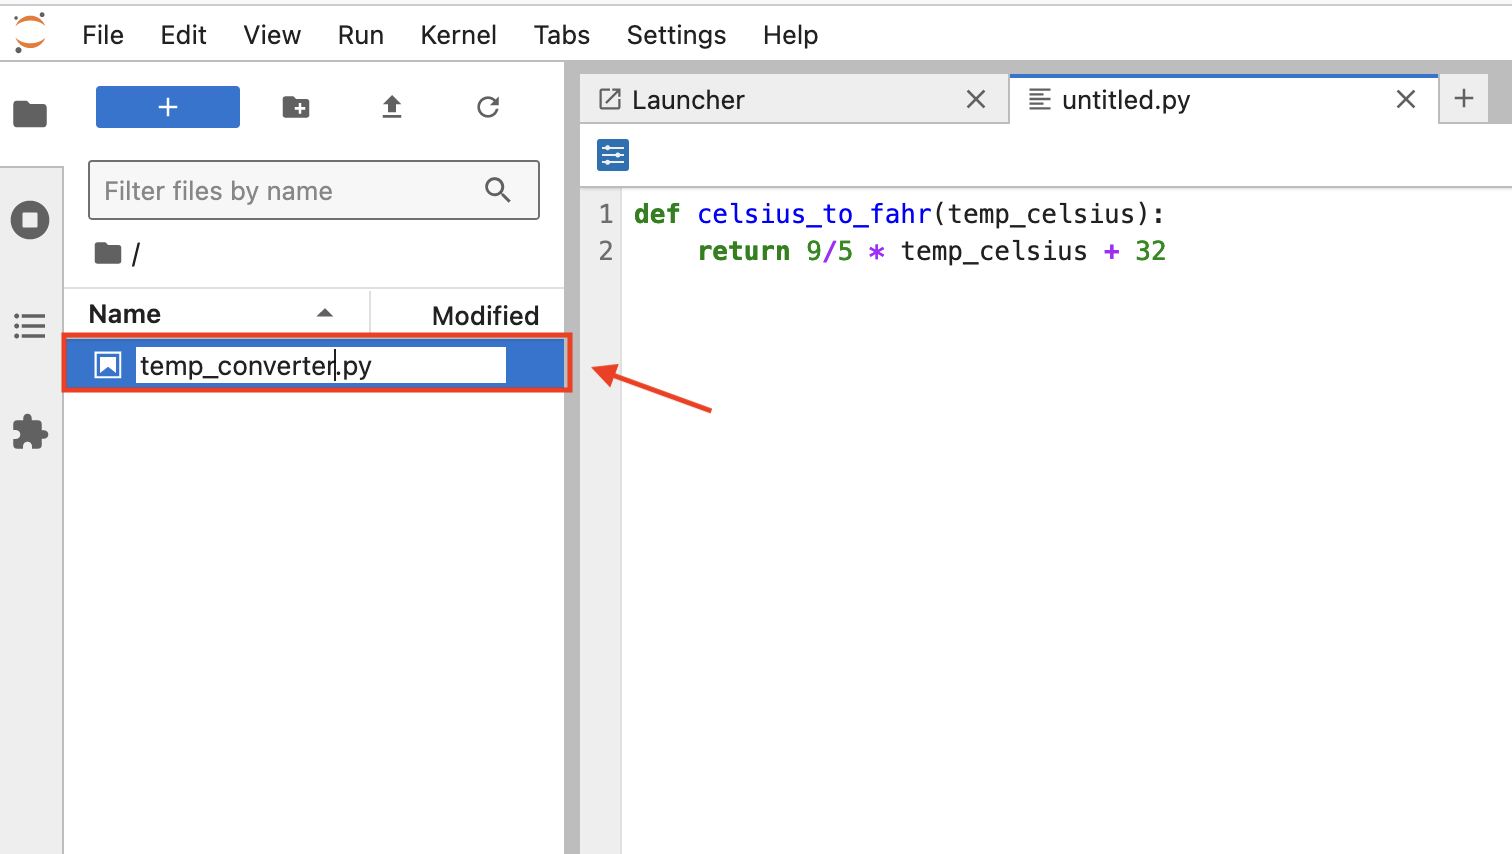 File Edit View Run Kernel Tabs Settings Help
Filter files by name
/
Name Modified
temp_converter.py
Launcher untitled.py
1 def celsius_to_fahr(temp_celsius):
2     return 9/5 * temp_celsius + 32